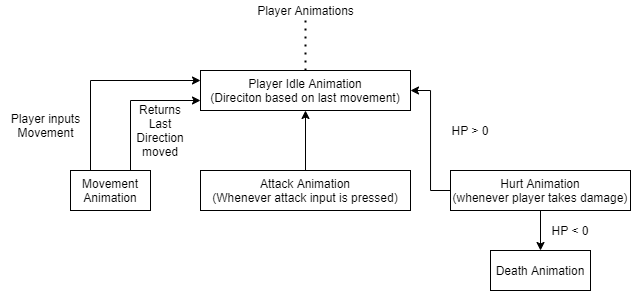 Player Animations
Player Idle Animation
(Direciton based on last movement)
Player inputs
Movement
Returns
Last
Direction
moved
HP > 0
Movement
Animation
Attack Animation
(Whenever attack input is pressed)
Hurt Animation
(whenever player takes damage)
HP < 0
Death Animation